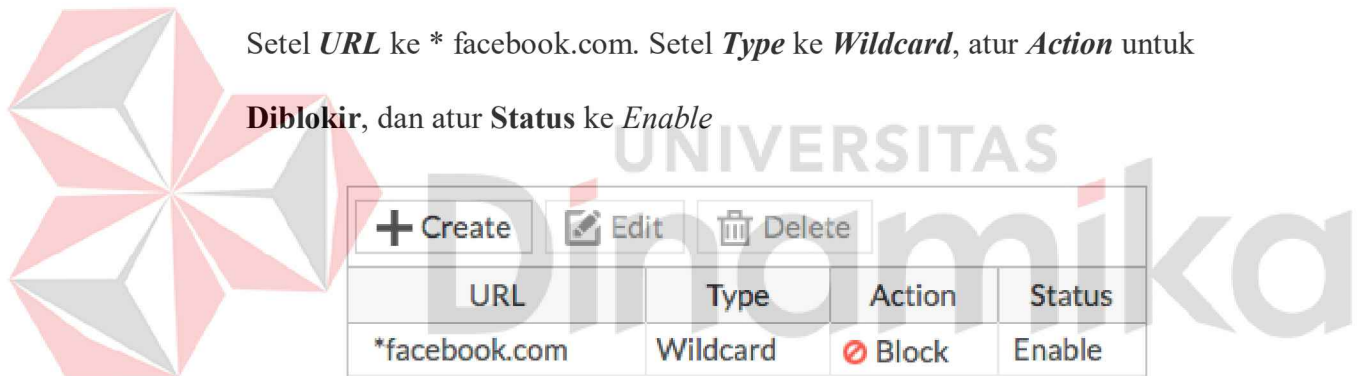 Setel URL ke * facebook.com. Setel Type ke Wildcard, atur Action untuk
Diblokir, dan atur Status ke Enable
UNIVERSITAS
Dinamika
+ Create Edit Delete
URL Type Action Status
*facebook.com Wildcard Block Enable